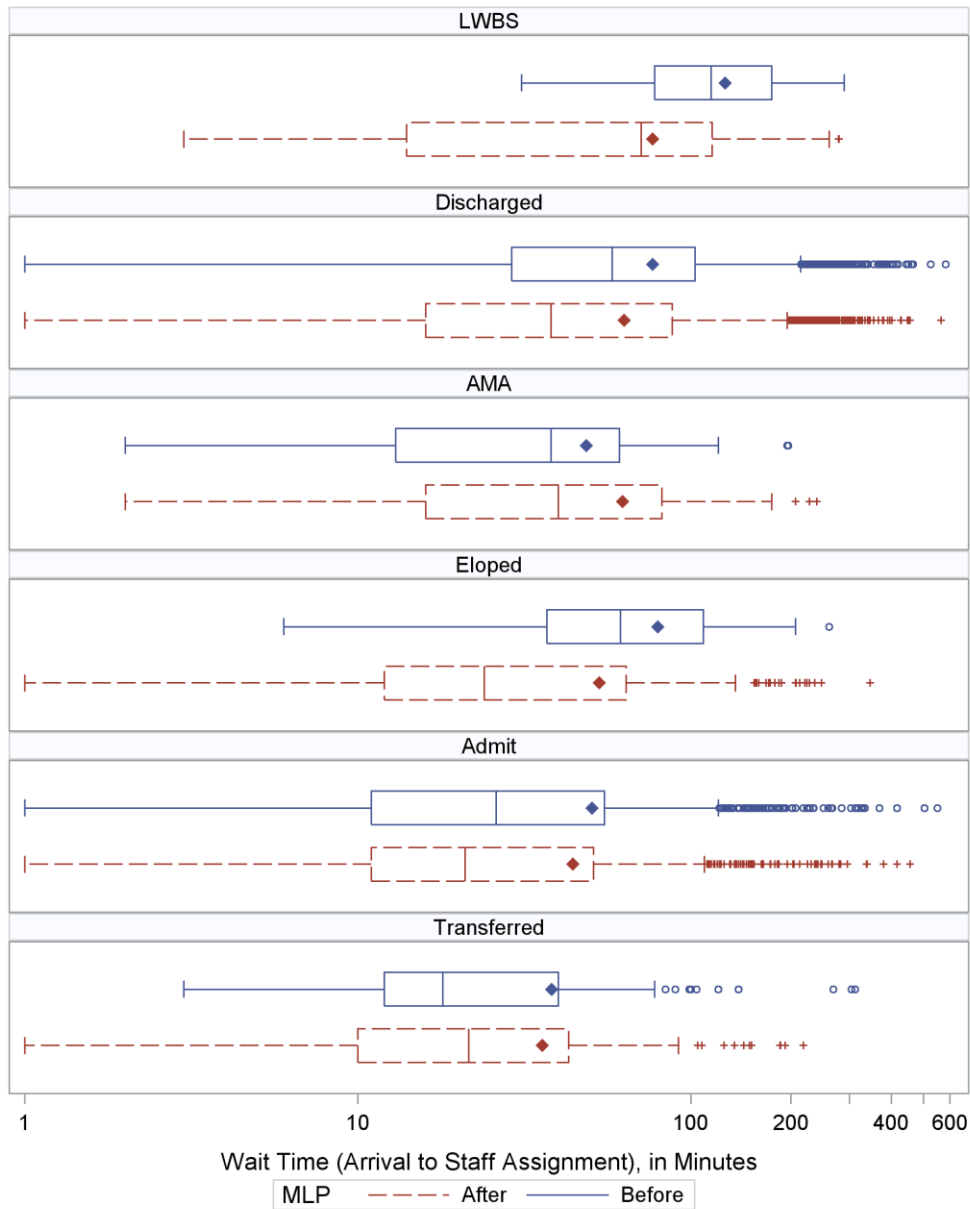 LWBS
Discharged
AMA
Eloped
Admit
Transferred
1 10 100 200 400 600
Wait Time (Arrival to Staff Assignment), in Minutes
MLP After Before